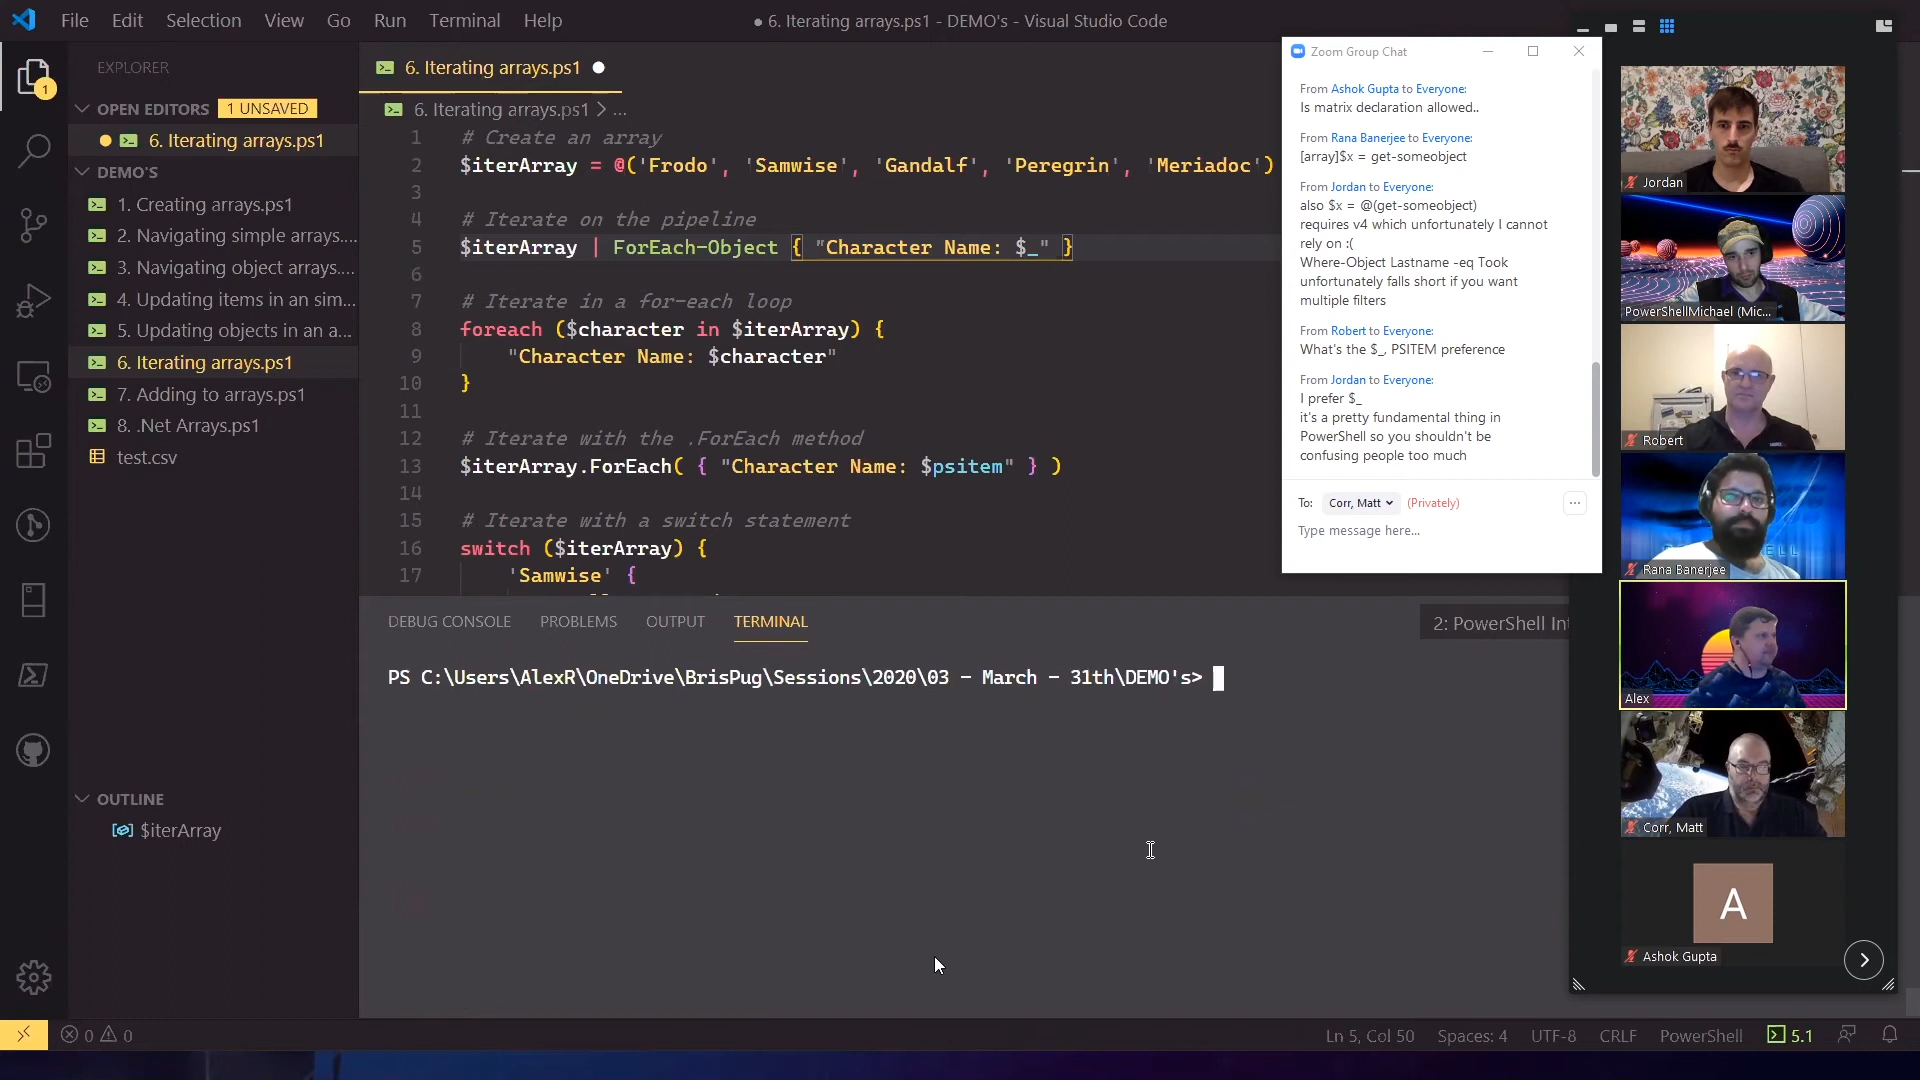 File Edit Selection View Go Run Terminal Help
● 6. Iterating arrays.ps1 - DEMO's - Visual Studio Code
EXPLORER
OPEN EDITORS 1 UNSAVED
6. Iterating arrays.ps1
DEMO'S
1. Creating arrays.ps1
2. Navigating simple arrays....
3. Navigating object arrays....
4. Updating items in an sim...
5. Updating objects in an a...
6. Iterating arrays.ps1
7. Adding to arrays.ps1
8. .Net Arrays.ps1
test.csv
OUTLINE
$iterArray
1
6. Iterating arrays.ps1
6. Iterating arrays.ps1 > ...
1 # Create an array
2 $iterArray = @('Frodo', 'Samwise', 'Gandalf', 'Peregrin', 'Meriadoc')
3
4 # Iterate on the pipeline
5 $iterArray | ForEach-Object { "Character Name: $_" }
6
7 # Iterate in a for-each loop
8 foreach ($character in $iterArray) {
9 "Character Name: $character"
10 }
11
12 # Iterate with the .ForEach method
13 $iterArray.ForEach( { "Character Name: $psitem" } )
14
15 # Iterate with a switch statement
16 switch ($iterArray) {
17 'Samwise' {
DEBUG CONSOLE PROBLEMS OUTPUT TERMINAL
2: PowerShell Int
PS C:\Users\AlexR\OneDrive\BrisPug\Sessions\2020\03 - March - 31th\DEMO's>
Zoom Group Chat
From Ashok Gupta to Everyone:
Is matrix declaration allowed..
From Rana Banerjee to Everyone:
[array]$x = get-someobject
From Jordan to Everyone:
also $x = @(get-someobject)
requires v4 which unfortunately I cannot
rely on :(
Where-Object Lastname -eq Took
unfortunately falls short if you want
multiple filters
From Robert to Everyone:
What's the $_, PSITEM preference
From Jordan to Everyone:
I prefer $_
it's a pretty fundamental thing in
PowerShell so you shouldn't be
confusing people too much
To: Corr, Matt (Privately)
...
Type message here...
Jordan
PowerShellMichael (Mic...
Robert
Rana Banerjee
Alex
Corr, Matt
A
Ashok Gupta
0 0
Ln 5, Col 50 Spaces: 4 UTF-8 CRLF PowerShell 5.1